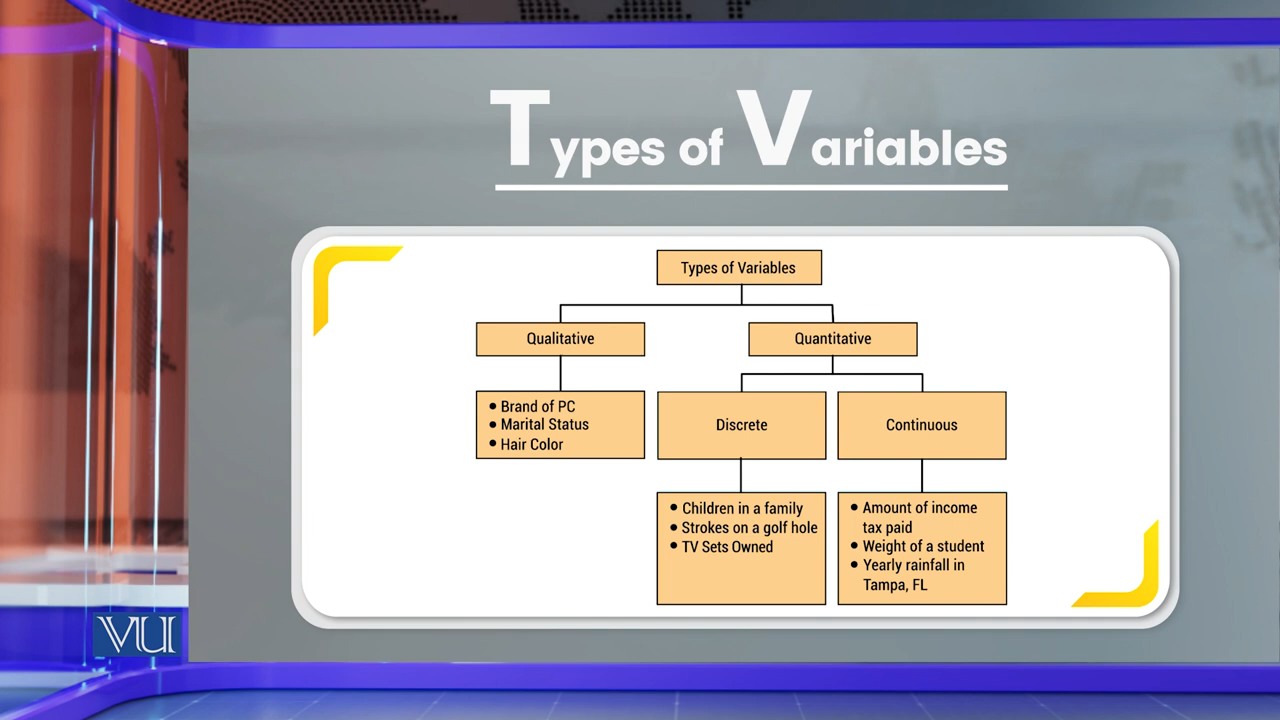 Types of Variables
Types of Variables
Qualitative
Quantitative
• Brand of PC
• Marital Status
• Hair Color
Discrete
Continuous
• Children in a family
• Strokes on a golf hole
• TV Sets Owned
• Amount of income
tax paid
• Weight of a student
• Yearly rainfall in
Tampa, FL
VU